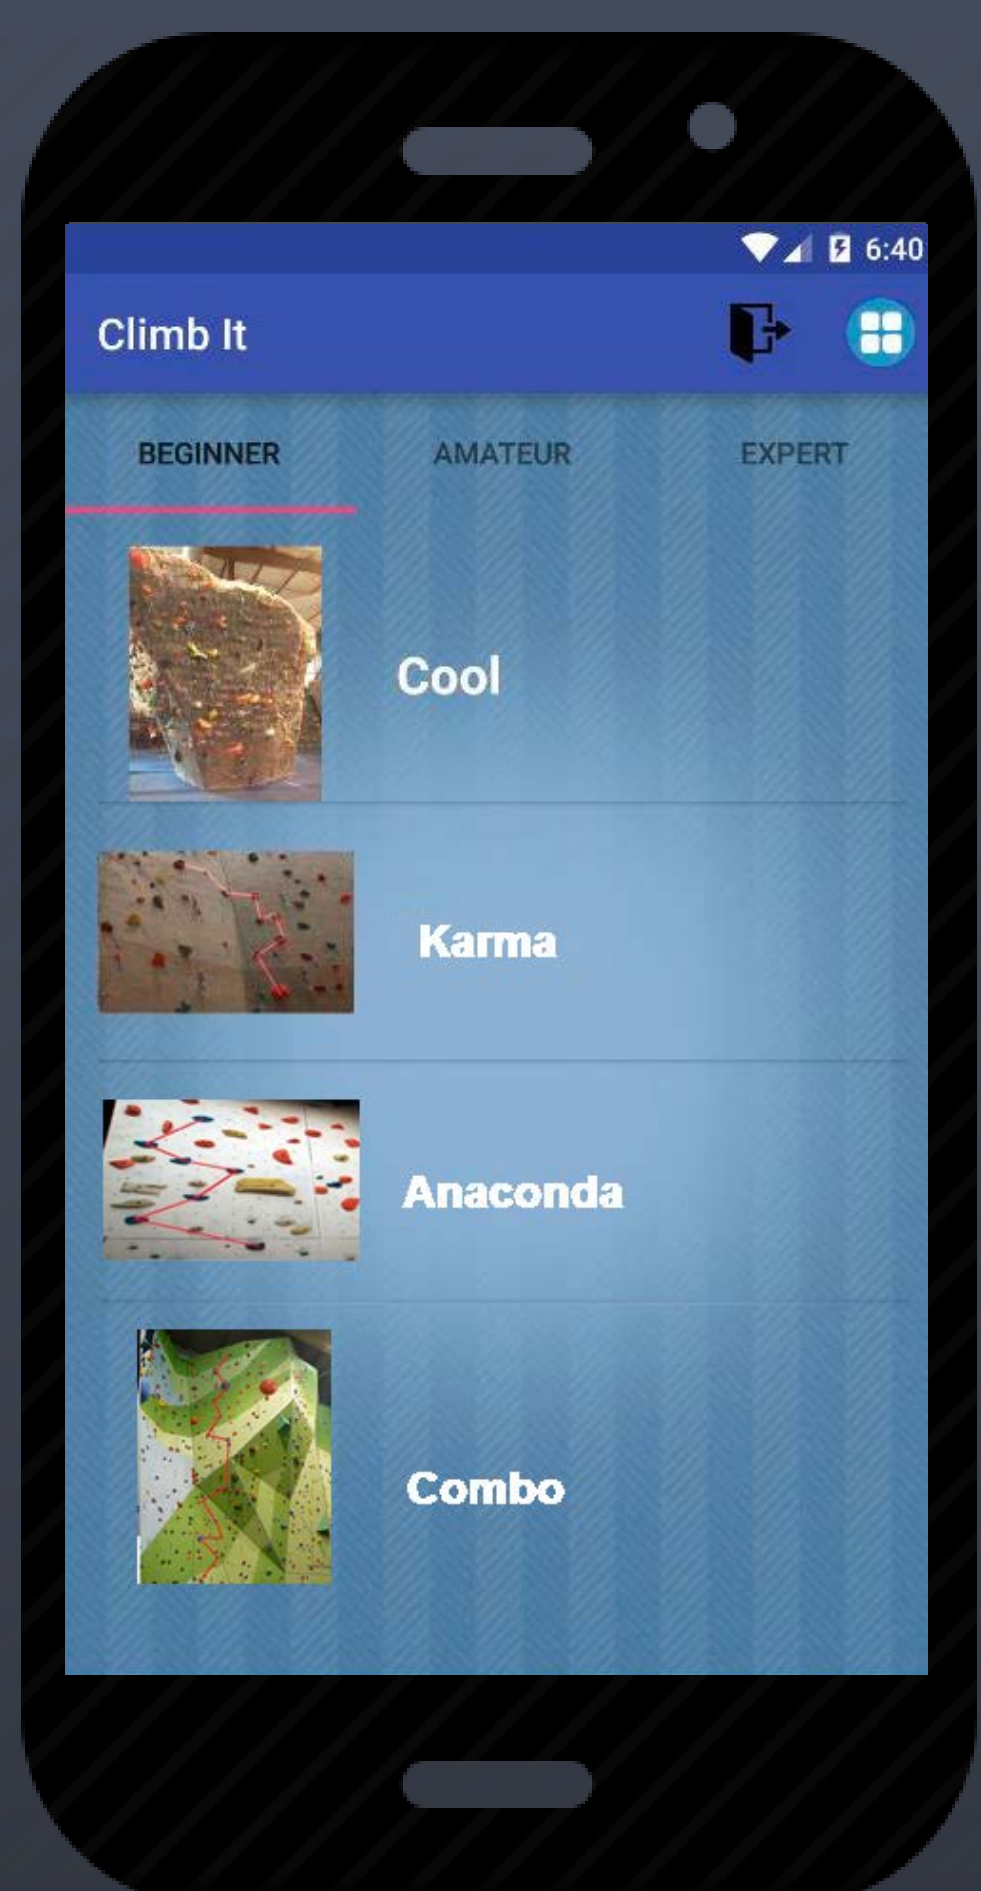 6:40
Climb It
BEGINNER AMATEUR EXPERT
Cool
Karma
Anaconda
Combo